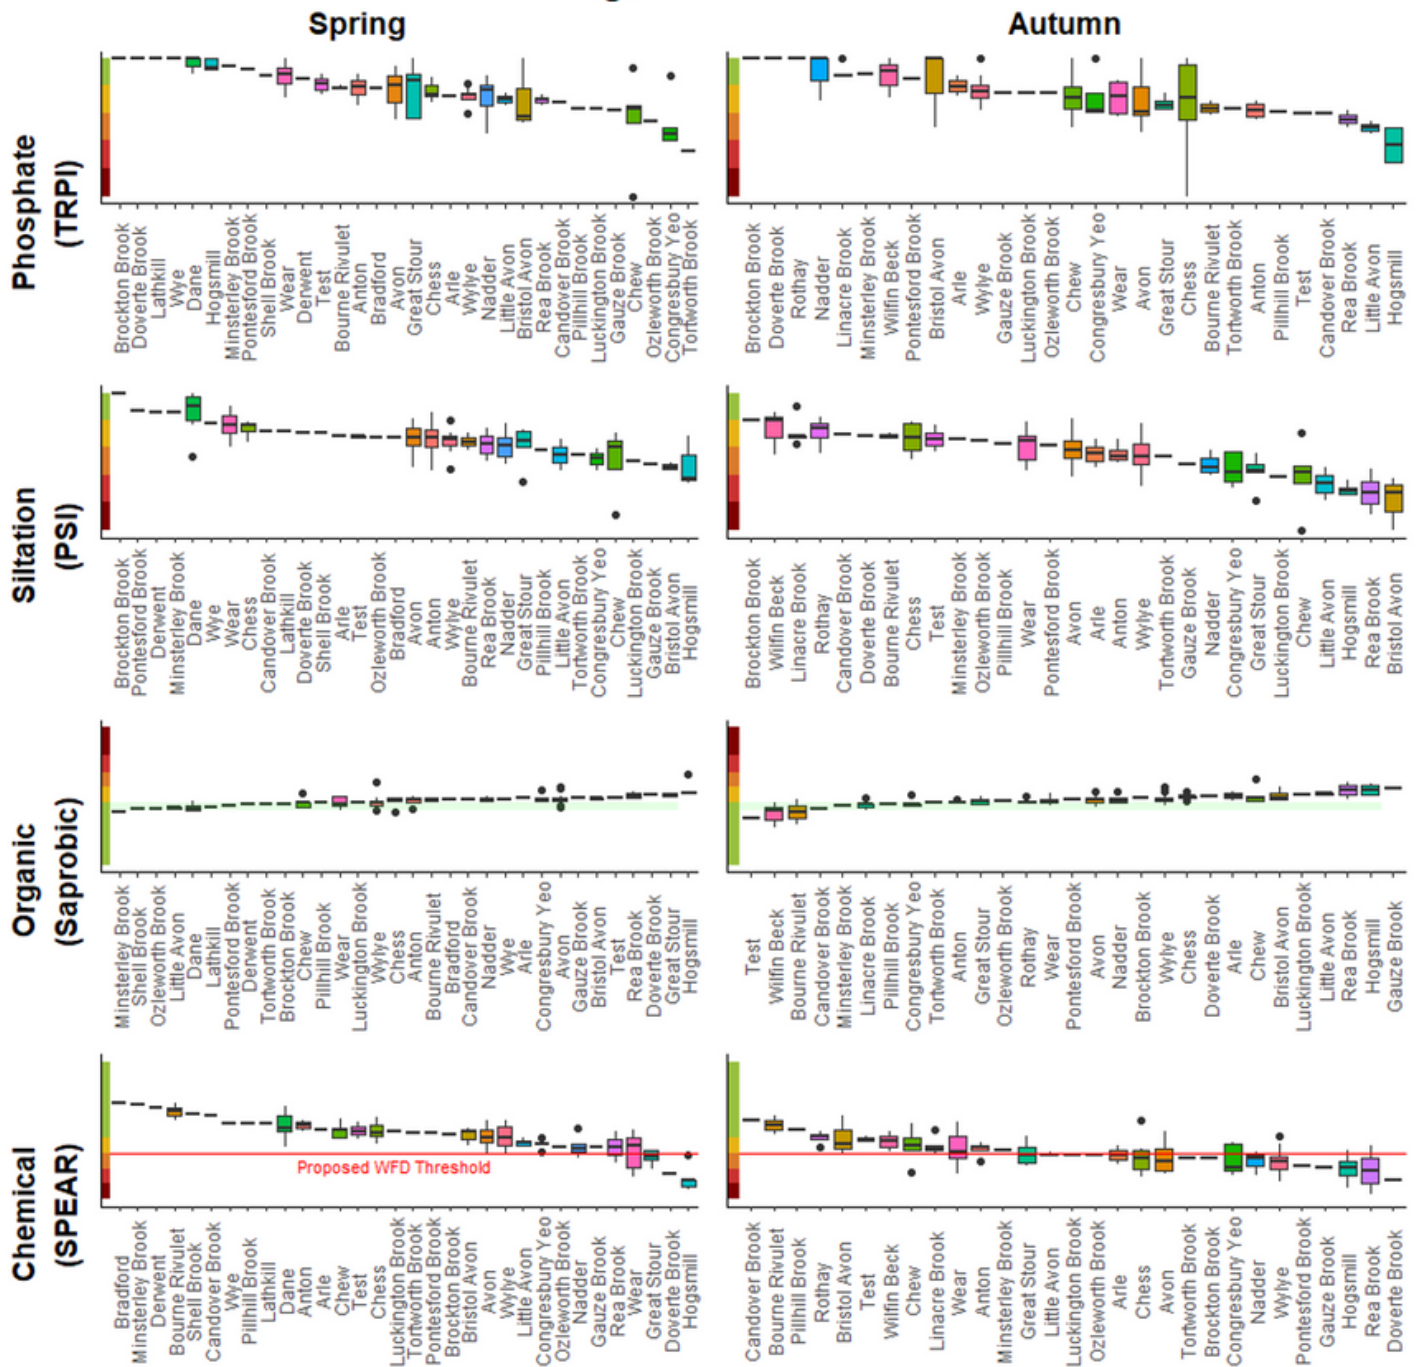 Spring
Autumn
Phosphate
(TRPI)
Brockton Brook
Doverte Brook
Lathkill
Wye
Dane
Hogsmill
Minsterley Brook
Pontesford Brook
Shell Brook
Wear
Derwent
Test
Bourne Rivulet
Anton
Bradford
Avon
Great Stour
Chess
Arle
Wylye
Nadder
Little Avon
Bristol Avon
Rea Brook
Candover Brook
Pillhill Brook
Luckington Brook
Gauze Brook
Chew
Ozleworth Brook
Congresbury Yeo
Tortworth Brook
Brockton Brook
Doverte Brook
Rothay
Nadder
Linacre Brook
Minsterley Brook
Wilfin Beck
Pontesford Brook
Bristol Avon
Arle
Wylye
Gauze Brook
Luckington Brook
Ozleworth Brook
Chew
Congresbury Yeo
Wear
Avon
Great Stour
Chess
Bourne Rivulet
Tortworth Brook
Anton
Pillhill Brook
Test
Candover Brook
Rea Brook
Little Avon
Hogsmill
Siltation
(PSI)
Brockton Brook
Pontesford Brook
Derwent
Minsterley Brook
Dane
Wye
Wear
Chess
Candover Brook
Lathkill
Doverte Brook
Shell Brook
Arle
Test
Ozleworth Brook
Bradford
Avon
Anton
Wylye
Bourne Rivulet
Rea Brook
Nadder
Great Stour
Pillhill Brook
Little Avon
Tortworth Brook
Congresbury Yeo
Chew
Luckington Brook
Gauze Brook
Bristol Avon
Hogsmill
Brockton Brook
Wilfin Beck
Linacre Brook
Rothay
Candover Brook
Doverte Brook
Bourne Rivulet
Chess
Test
Minsterley Brook
Ozleworth Brook
Pillhill Brook
Wear
Pontesford Brook
Avon
Arle
Anton
Wylye
Tortworth Brook
Gauze Brook
Nadder
Congresbury Yeo
Great Stour
Luckington Brook
Chew
Little Avon
Hogsmill
Rea Brook
Bristol Avon
Organic
(Saprobic)
Minsterley Brook
Shell Brook
Ozleworth Brook
Little Avon
Dane
Lathkill
Pontesford Brook
Derwent
Tortworth Brook
Brockton Brook
Chew
Pillhill Brook
Wear
Luckington Brook
Wylye
Chess
Anton
Bourne Rivulet
Bradford
Candover Brook
Nadder
Wye
Arle
Congresbury Yeo
Avon
Gauze Brook
Bristol Avon
Test
Rea Brook
Doverte Brook
Great Stour
Hogsmill
Test
Wilfin Beck
Bourne Rivulet
Candover Brook
Minsterley Brook
Linacre Brook
Pillhill Brook
Congresbury Yeo
Tortworth Brook
Anton
Great Stour
Ozleworth Brook
Rothay
Wear
Pontesford Brook
Avon
Nadder
Brockton Brook
Wylye
Chess
Doverte Brook
Arle
Chew
Bristol Avon
Luckington Brook
Little Avon
Rea Brook
Hogsmill
Gauze Brook
Chemical
(SPEAR)
Proposed WFD Threshold
Bradford
Minsterley Brook
Derwent
Bourne Rivulet
Shell Brook
Candover Brook
Wye
Pillhill Brook
Lathkill
Dane
Anton
Arle
Chew
Test
Chess
Luckington Brook
Tortworth Brook
Pontesford Brook
Brockton Brook
Bristol Avon
Avon
Wylye
Little Avon
Congresbury Yeo
Ozleworth Brook
Nadder
Gauze Brook
Rea Brook
Wear
Great Stour
Doverte Brook
Hogsmill
Candover Brook
Bourne Rivulet
Pillhill Brook
Rothay
Bristol Avon
Test
Wilfin Beck
Chew
Linacre Brook
Wear
Anton
Minsterley Brook
Great Stour
Little Avon
Luckington Brook
Ozleworth Brook
Arle
Chess
Avon
Tortworth Brook
Brockton Brook
Congresbury Yeo
Nadder
Wylye
Pontesford Brook
Gauze Brook
Hogsmill
Rea Brook
Doverte Brook